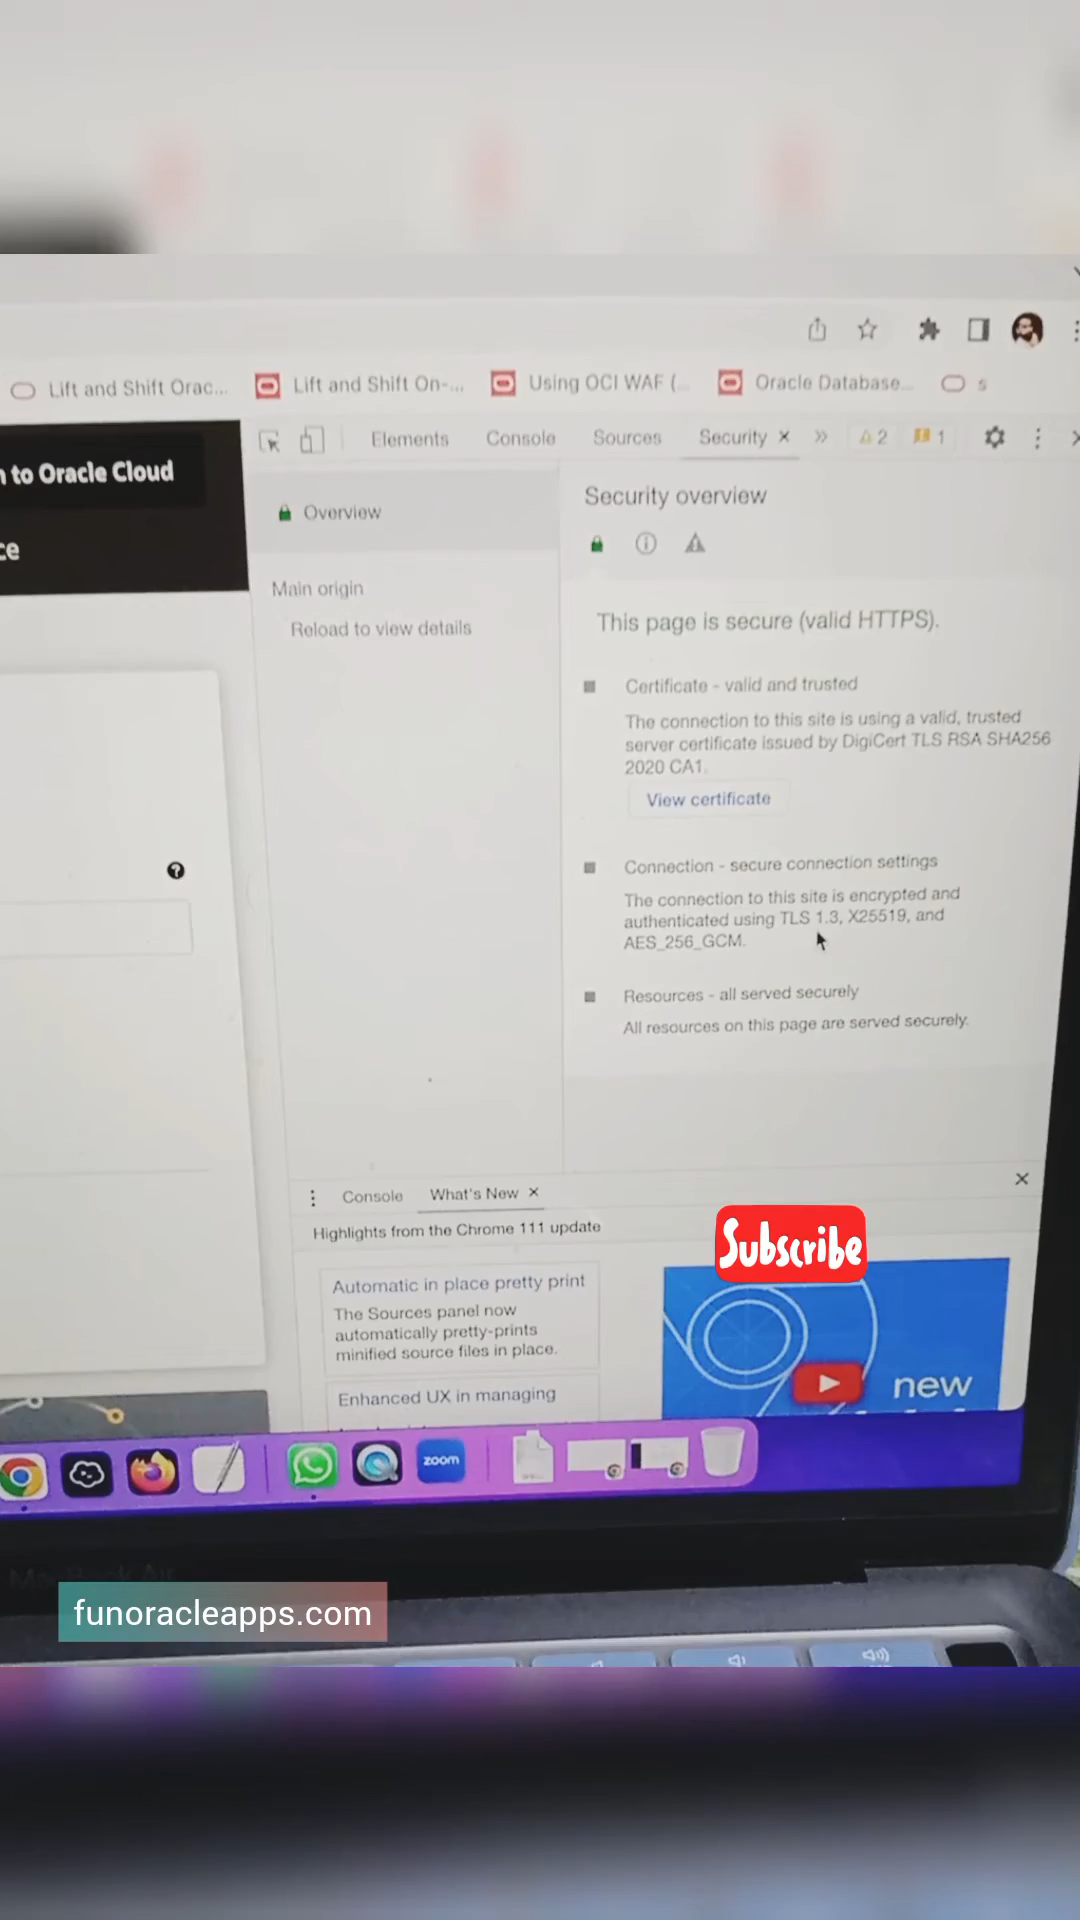 Lift and Shift Orac...
Lift and Shift On-...
Using OCI WAF (...
Oracle Database...
s
Elements
Console
Sources
Security ×
»
2
1
to Oracle Cloud
ce
Overview
Main origin
Reload to view details
Security overview
This page is secure (valid HTTPS).
Certificate - valid and trusted
The connection to this site is using a valid, trusted
server certificate issued by DigiCert TLS RSA SHA256
2020 CA1.
View certificate
Connection - secure connection settings
The connection to this site is encrypted and
authenticated using TLS 1.3, X25519, and
AES_256_GCM.
Resources - all served securely
All resources on this page are served securely.
Console
What's New ×
Highlights from the Chrome 111 update
Automatic in place pretty print
The Sources panel now
automatically pretty-prints
minified source files in place.
Enhanced UX in managing
Subscribe
new
zoom
MacBook Air
funoracleapps.com